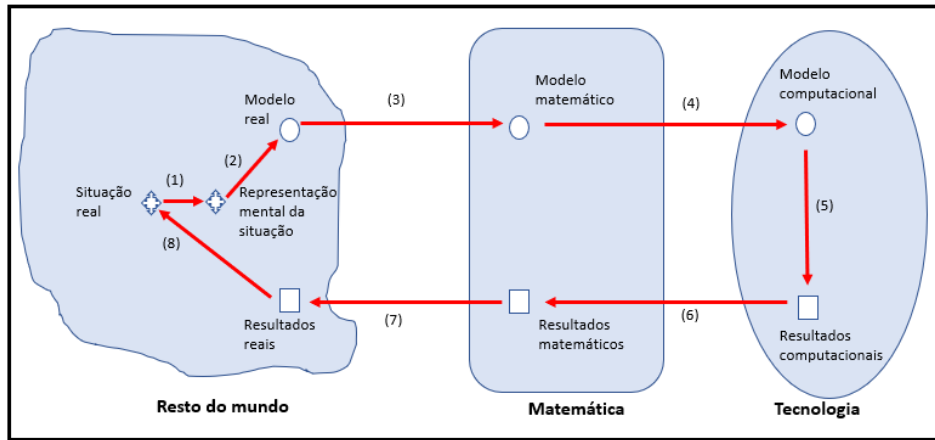 Modelo
real
(3)
Modelo
matemático
(4)
Modelo
computacional
(2)
(1)
Situação
real
Representação
mental da
situação
(5)
(8)
Resultados
reais
(7)
Resultados
matemáticos
(6)
Resultados
computacionais
Resto do mundo
Matemática
Tecnologia